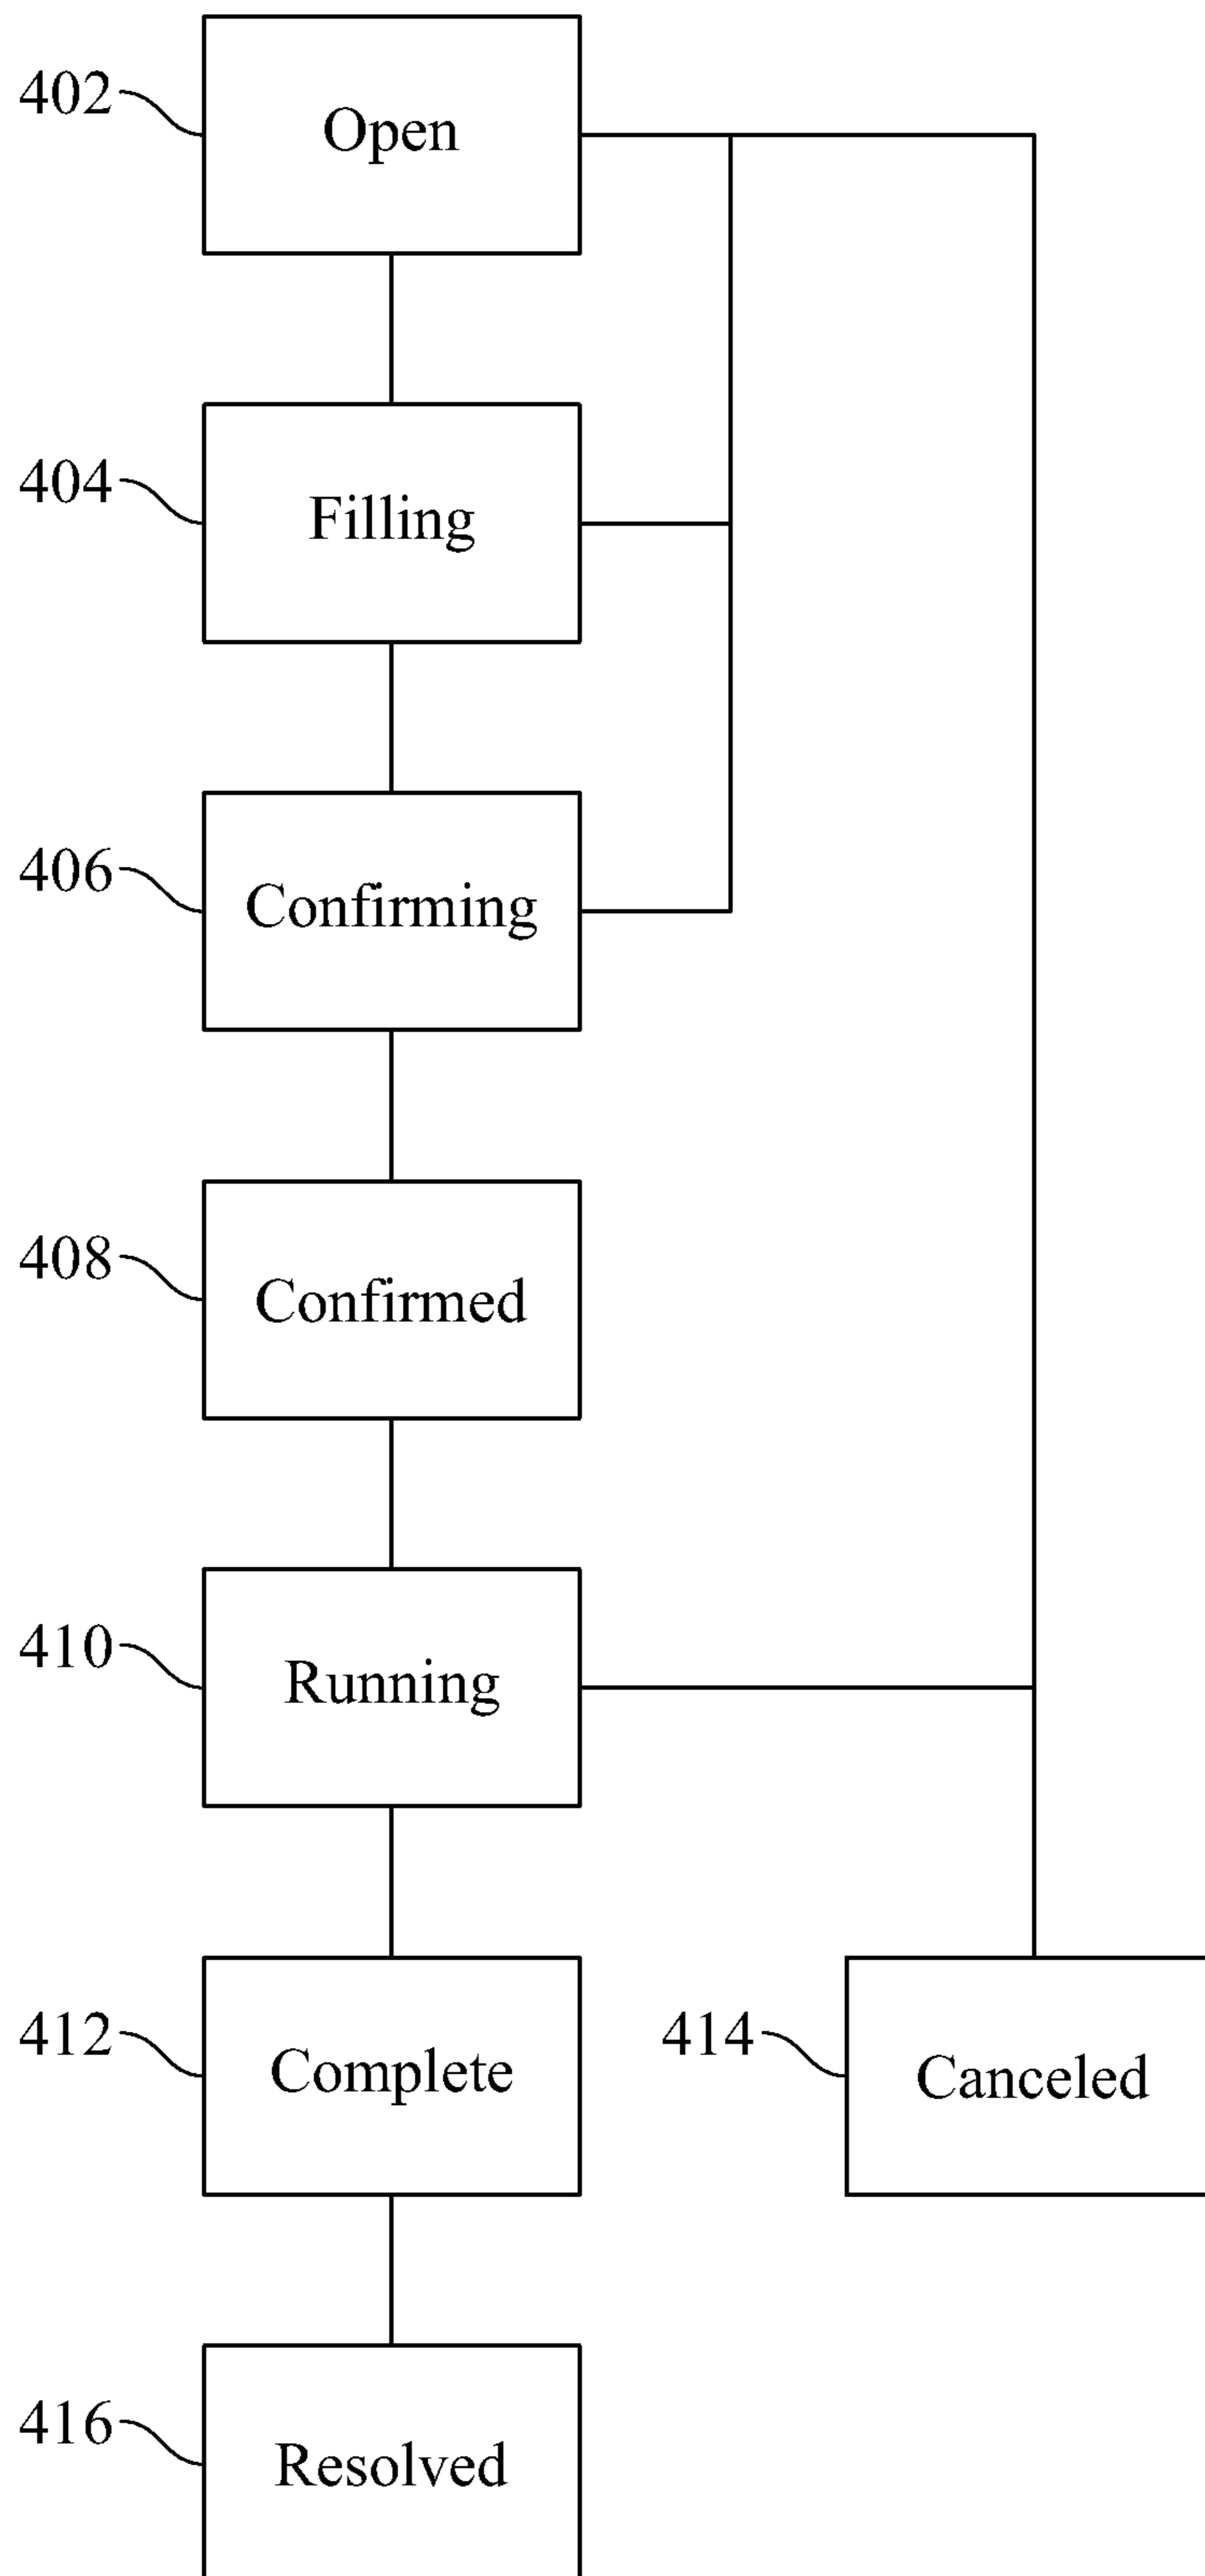 402
Open
404
Filling
406
Confirming
408
Confirmed
410
Running
412
Complete
414
Canceled
416
Resolved